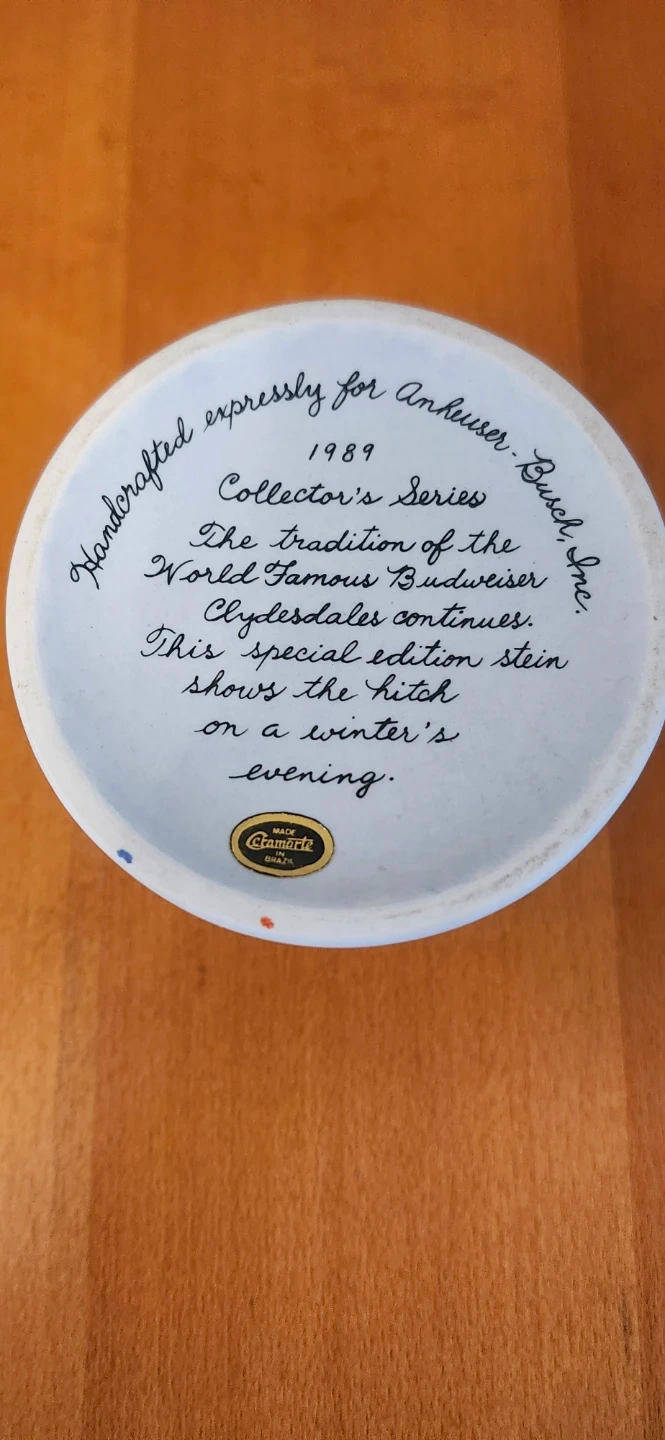 Handcrafted expressly for Anheuser-Busch, Inc.
1989
Collector's Series
The tradition of the
World Famous Budweiser
Clydesdales continues.
This special edition stein
shows the hitch
on a winter's
evening.
MADE
Ceramarte
IN
BRAZIL